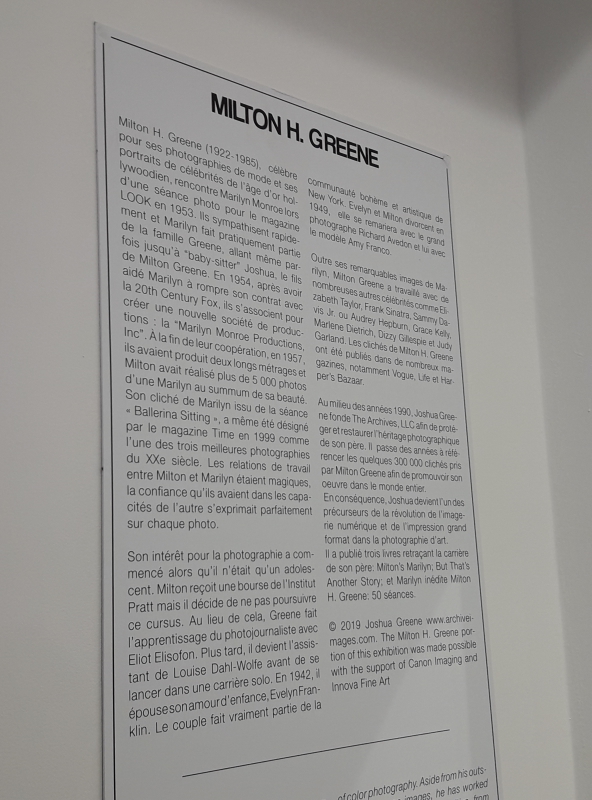 MILTON H. GREENE
Milton H. Greene (1922-1985), célèbre
pour ses photographies de mode et ses
portraits de célébrités de l'âge d'or hol-
lywoodien, rencontre Marilyn Monroe lors
d'une séance photo pour le magazine
LOOK en 1953. Ils sympathisent rapide-
ment et Marilyn fait pratiquement partie
de la famille Greene, allant même par-
fois jusqu'à "baby-sitter" Joshua, le fils
de Milton Greene. En 1954, après avoir
aidé Marilyn à rompre son contrat avec
la 20th Century Fox, ils s'associent pour
créer une nouvelle société de produc-
tions : la "Marilyn Monroe Productions,
Inc". À la fin de leur coopération, en 1957,
ils avaient produit deux longs métrages et
Milton avait réalisé plus de 5 000 photos
d'une Marilyn au summum de sa beauté.
Son cliché de Marilyn issu de la séance
« Ballerina Sitting », a même été désigné
par le magazine Time en 1999 comme
l'une des trois meilleures photographies
du XXe siècle. Les relations de travail
entre Milton et Marilyn étaient magiques,
la confiance qu'ils avaient dans les capa-
cités de l'autre s'exprimait parfaitement
sur chaque photo.
Son intérêt pour la photographie a com-
mencé alors qu'il n'était qu'un adoles-
cent. Milton reçoit une bourse de l'Institut
Pratt mais il décide de ne pas poursuivre
ce cursus. Au lieu de cela, Greene fait
l'apprentissage du photojournaliste avec
Eliot Elisofon. Plus tard, il devient l'assis-
tant de Louise Dahl-Wolfe avant de se
lancer dans une carrière solo. En 1942, il
épouse son amour d'enfance, Evelyn Fran-
klin. Le couple fait vraiment partie de la
communauté bohème et artistique de
New York. Evelyn et Milton divorcent en
1949, elle se remariera avec le grand
photographe Richard Avedon et lui avec
le modèle Amy Franco.
Outre ses remarquables images de Ma-
rilyn, Milton Greene a travaillé avec de
nombreuses autres célébrités comme Eli-
zabeth Taylor, Frank Sinatra, Sammy Da-
vis Jr. ou Audrey Hepburn, Grace Kelly,
Marlene Dietrich, Dizzy Gillespie et Judy
Garland. Les clichés de Milton H. Greene
ont été publiés dans de nombreux ma-
gazines, notamment Vogue, Life et Har-
per's Bazaar.
Au milieu des années 1990, Joshua Gree-
ne fonde The Archives, LLC afin de proté-
ger et restaurer l'héritage photographique
de son père. Il passe des années à réfé-
rencer les quelques 300 000 clichés pris
par Milton Greene afin de promouvoir son
oeuvre dans le monde entier.
En conséquence, Joshua devient l'un des
précurseurs de la révolution de l'image-
rie numérique et de l'impression grand
format dans la photographie d'art.
Il a publié trois livres retraçant la carrière
de son père: Milton's Marilyn; But That's
Another Story; et Marilyn inédite Milton
H. Greene: 50 séances.
© 2019 Joshua Greene www.archivei-
mages.com. The Milton H. Greene por-
tion of this exhibition was made possible
with the support of Canon Imaging and
Innova Fine Art
of color photography. Aside from his outs-
images, he has worked
from